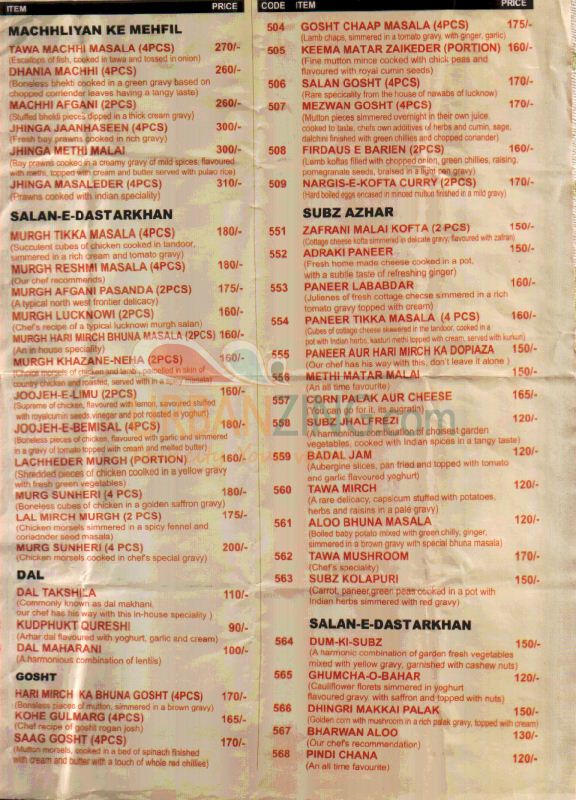 ITEM PRICE
MACHHLIYAN KE MEHFIL
TAWA MACHHI MASALA (4PCS) 270/-
(Escallops of fish, cooked in tawa and tossed in onion)
DHANIA MACHHI (4PCS) 260/-
(Boneless bhekti cooked in a green gravy based on
chopped corriender leaves having a tangy taste)
MACHHI AFGANI (2PCS) 260/-
(Stuffed bhekti pieces dipped in a thick cream gravy)
JHINGA JAANHASEEN (4PCS) 300/-
(Fresh bay prawns cooked in rich gravy)
JHINGA METHI MALAI 300/-
(Bay prawns cooked in a creamy gravy of mid spices, flavoured
with methi, topped with cream and butter served with pulao rice)
JHINGA MASALEDER (4PCS) 310/-
(Prawns cooked with indian speciality)
SALAN-E-DASTARKHAN
MURGH TIKKA MASALA (4PCS) 180/-
(Succulent cubes of chicken cooked in tandoor,
simmered in a rich cream and tomato gravy)
MURGH RESHMI MASALA (4PCS) 180/-
(Our chef recommends)
MURGH AFGANI PASANDA (2PCS) 175/-
(A typical north west frontier delicacy)
MURGH LUCKNOWI (2PCS) 160/-
(Chef's recipe of a typical lucknow murgh salan)
MURGH HARI MIRCH BHUNA MASALA (2PCS) 160/-
(An in house speciality)
MURGH KHAZANE-NEHA (2PCS) 160/-
(Choice morsels of chicken and lamb, panelled in skin of
country chicken and roasted, served with in a spicy masala)
JOOJEH-E-LIMU (2PCS) 160/-
(Supreme of chicken, flavoured with lemon, savoured stuffed
with royalcumin seeds, vineger and pot roasted in yoghurt)
JOOJEH-E-BEMISAL (4PCS) 180/-
(Boneless pieces of chicken, flavoured with garlic and simmered
in a gravy of tomato topped with cream and melted butter)
LACHHEDER MURGH (PORTION) 160/-
(Shredded pieces of chicken coolked in a yellow gravy
with fresh green vegetables)
MURG SUNHERI (4 PCS) 180/-
(Boneless cubes of chicken in a golden saffron gravy)
LAL MIRCH MURGH (2 PCS) 175/-
(Chicken morsels simmered in a spicy fennel and
coriander seed masala)
MURG SUNHERI (4 PCS) 200/-
(Chicken morsels cooked in chef's special gravy)
DAL
DAL TAKSHILA 110/-
(Commonly known as dal makhani,
our chef has his way with this in-house speciality )
KUDPHUKT QURESHI 90/-
(Arhar dal flavoured with yoghurt, garlic and cream)
DAL MAHARANI 100/-
(A harmonious combination of lentils)
GOSHT
HARI MIRCH KA BHUNA GOSHT (4PCS) 170/-
(Bonsless pieces of mutton, simmered in a brown gravy)
KOHE GULMARG (4PCS) 165/-
(Chef recipe of gosht rogan josh)
SAAG GOSHT (4PCS) 170/-
(Mutton morsels, cooked in a bed of spinach finished
with cream and butter with a touch of whole red chillies)
CODE ITEM PRICE
504 GOSHT CHAAP MASALA (4PCS) 175/-
(Lamb chaps, simmered in a tomato gravy, with ginger, garlic)
505 KEEMA MATAR ZAIKEDER (PORTION) 160/-
(Fine mutton mince cooked with chick peas and
flavoured with royal cumin seeds)
506 SALAN GOSHT (4PCS) 170/-
(Rare speciality from the house of nawabs of lucknow)
507 MEZWAN GOSHT (4PCS) 170/-
(Mutton pieces simmered overnight in their own juice,
cooked to taste, chefs own additives of herbs and cumin, sage,
dalchini finished with green chillies and chopped coriander)
508 FIRDAUS E BARIEN (2PCS) 160/-
(Lamb koftas filled with chopped onion, green chillies, raising,
pomegranate seeds, braised in a light pen gravy)
509 NARGIS-E-KOFTA CURRY (2PCS) 170/-
(Hard boiled eggs encased in minced mutton finished in a mild gravy)
SUBZ AZHAR
551 ZAFRANI MALAI KOFTA (2 PCS) 150/-
(Cottage cheese kofta simmered in delicate gravy, flavoured with zafran)
552 ADRAKI PANEER 150/-
(Fresh home made cheese cooked in a pot,
with a subtile taste of refreshing ginger)
553 PANEER LABABDAR 160/-
(Julienes of fresh cottage chesse simmered in a rich
tomato gravy topped with cream)
554 PANEER TIKKA MASALA ( 4 PCS) 160/-
(Cubes of cottage cheese skewered in the tandoor, cooked in a
pot with Indian herbs, kasturi methi topped with cream, served with kurkuri)
555 PANEER AUR HARI MIRCH KA DOPIAZA 150/-
(Our chef has his way with this, don't leave it alone )
556 METHI MATAR MALAI 150/-
(An all time favourite)
557 CORN PALAK AUR CHEESE 165/-
(You can go for it, its augratin)
558 SUBZ JHALFREZI 120/-
(A harmonious combination of choisest garden
vegetables, cooked with Indian spices in a tangy taste)
559 BADAL JAM 120/-
(Aubergine slices, pan fried and topped with tomato
and garlic flavoured yoghurt)
560 TAWA MIRCH 120/-
(A rare delicacy, capsicum stuffed with potatoes,
herbs and raisins in a pale gravy)
561 ALOO BHUNA MASALA 120/-
(Boiled baby potato mixed with green chilly, ginger,
simmered in a brown gravy with special bhuna masala)
562 TAWA MUSHROOM 170/-
(Chef's speciality)
563 SUBZ KOLAPURI 150/-
(Carrot, paneer,green peas cooked in a pot with
Indian herbs simmered with red gravy)
SALAN-E-DASTARKHAN
564 DUM-KI-SUBZ 150/-
(A harmonic combination of garden fresh vegetables
mixed with yellow gravy, garnished with cashew nuts)
565 GHUMCHA-O-BAHAR 120/-
(Cauliflower florets simmered in yoghurt
flavoured gravy, with saffron and topped with nuts)
566 DHINGRI MAKKAI PALAK 150/-
(Golden corn with mushroom in a rich palak gravy, topped with cream)
567 BHARWAN ALOO 130/-
(Our chef's recommendation)
568 PINDI CHANA 120/-
(An all time favourite)